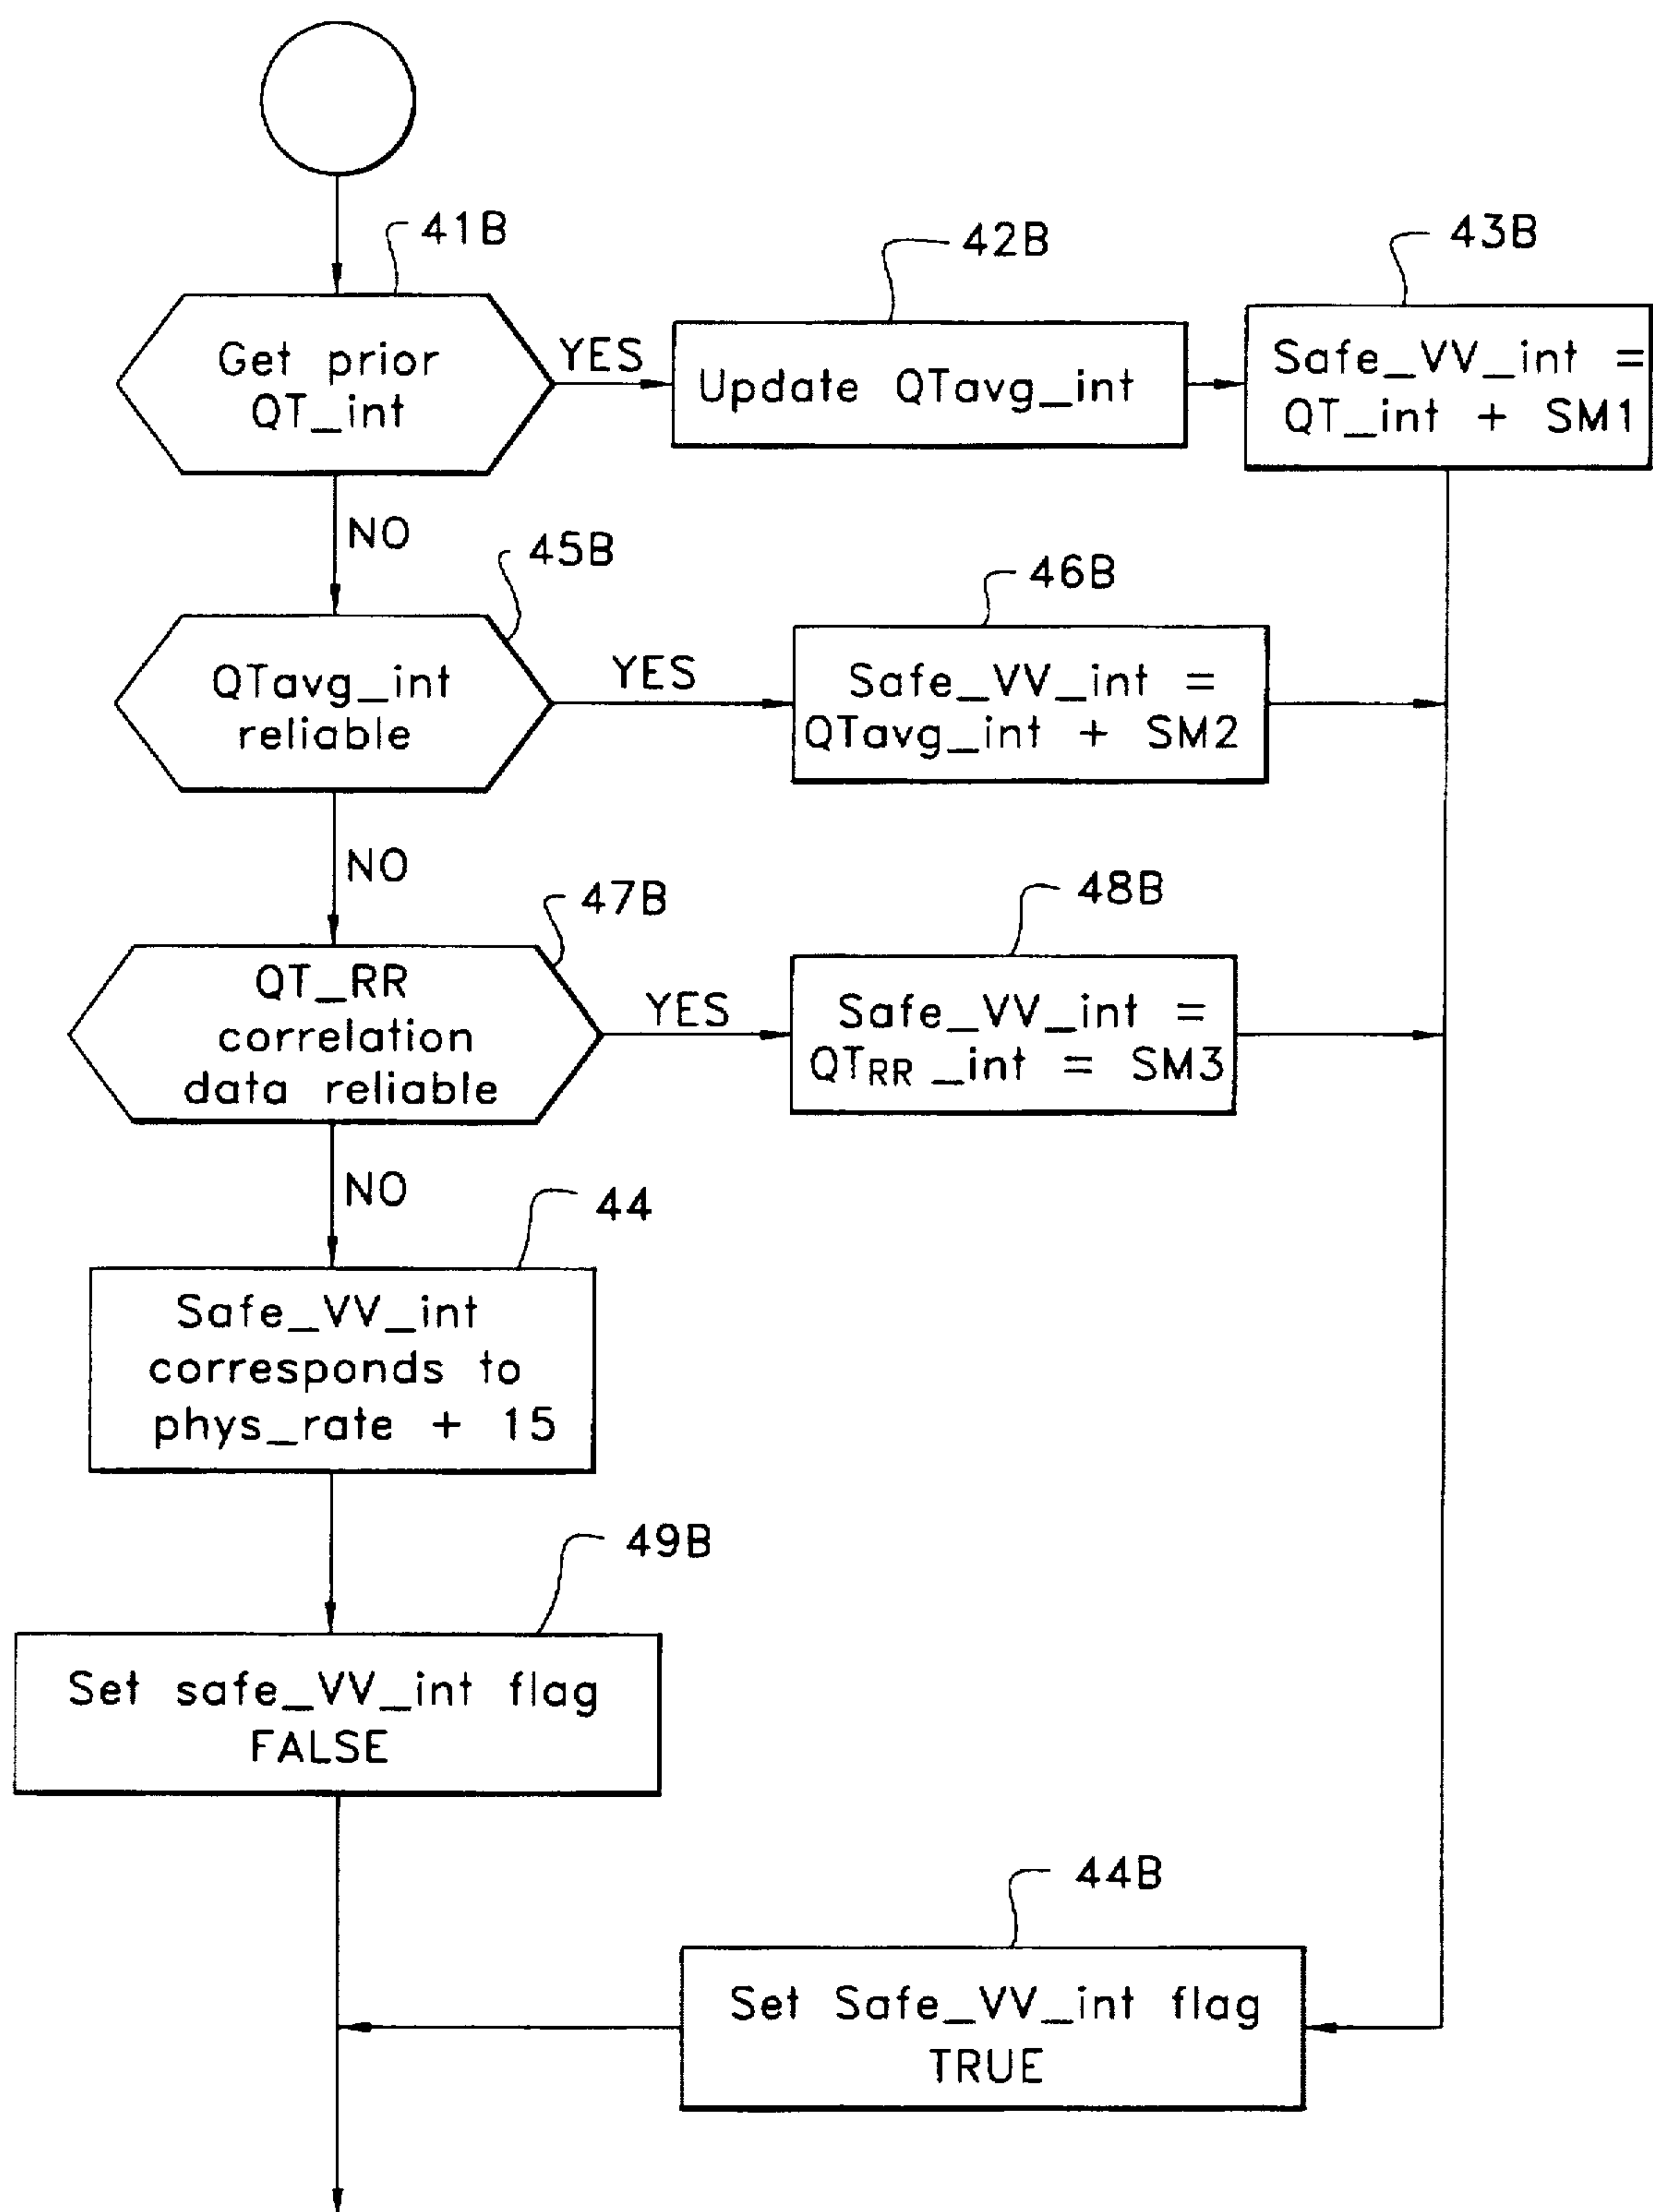 41B
Get prior
QT_int
YES
42B
Update QTavg_int
43B
Safe_VV_int =
QT_int + SM1
NO
45B
QTavg_int
reliable
YES
46B
Safe_VV_int =
QTavg_int + SM2
NO
47B
QT_RR
correlation
data reliable
YES
48B
Safe_VV_int =
QTRR _int = SM3
NO
44
Safe_VV_int
corresponds to
phys_rate + 15
49B
Set safe_VV_int flag
FALSE
44B
Set Safe_VV_int flag
TRUE